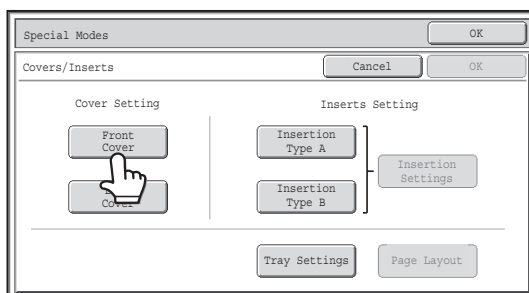 Special Modes OK
Covers/Inserts Cancel OK
Cover Setting Inserts Setting
Front
Cover
Insertion
Type A
Insertion
Settings
Cover
Insertion
Type B
Tray Settings Page Layout